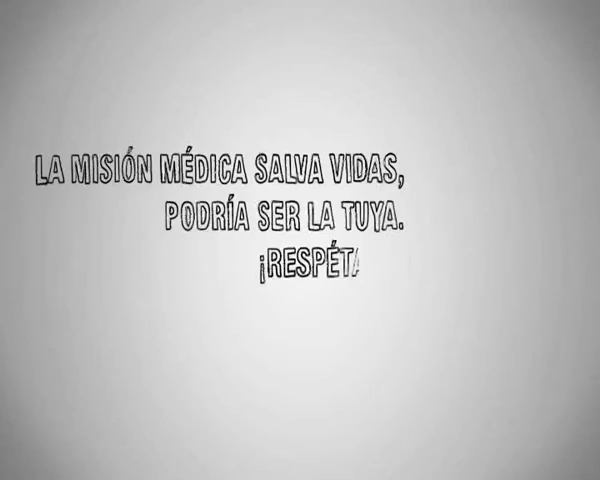 LA MISIÓN MÉDICA SALVA VIDAS,
PODRÍA SER LA TUYA.
¡RESPÉTA